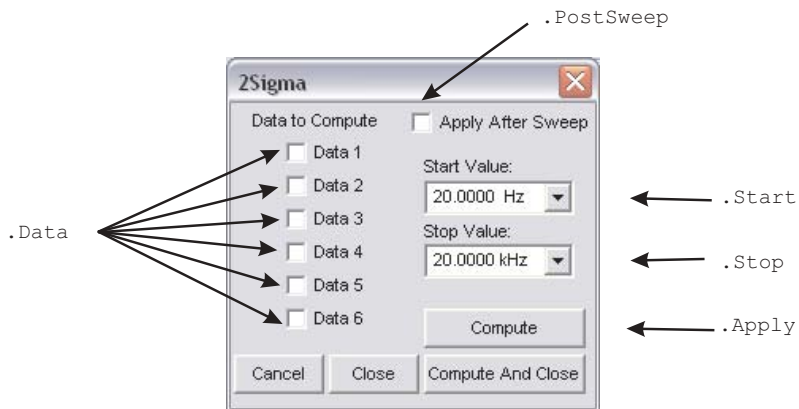 .PostSweep
2Sigma
Data to Compute
Apply After Sweep
Data 1
Data 2
Data 3
Data 4
Data 5
Data 6
.Data
Start Value:
20.0000 Hz
.Start
Stop Value:
20.0000 kHz
.Stop
Compute
.Apply
Cancel
Close
Compute And Close